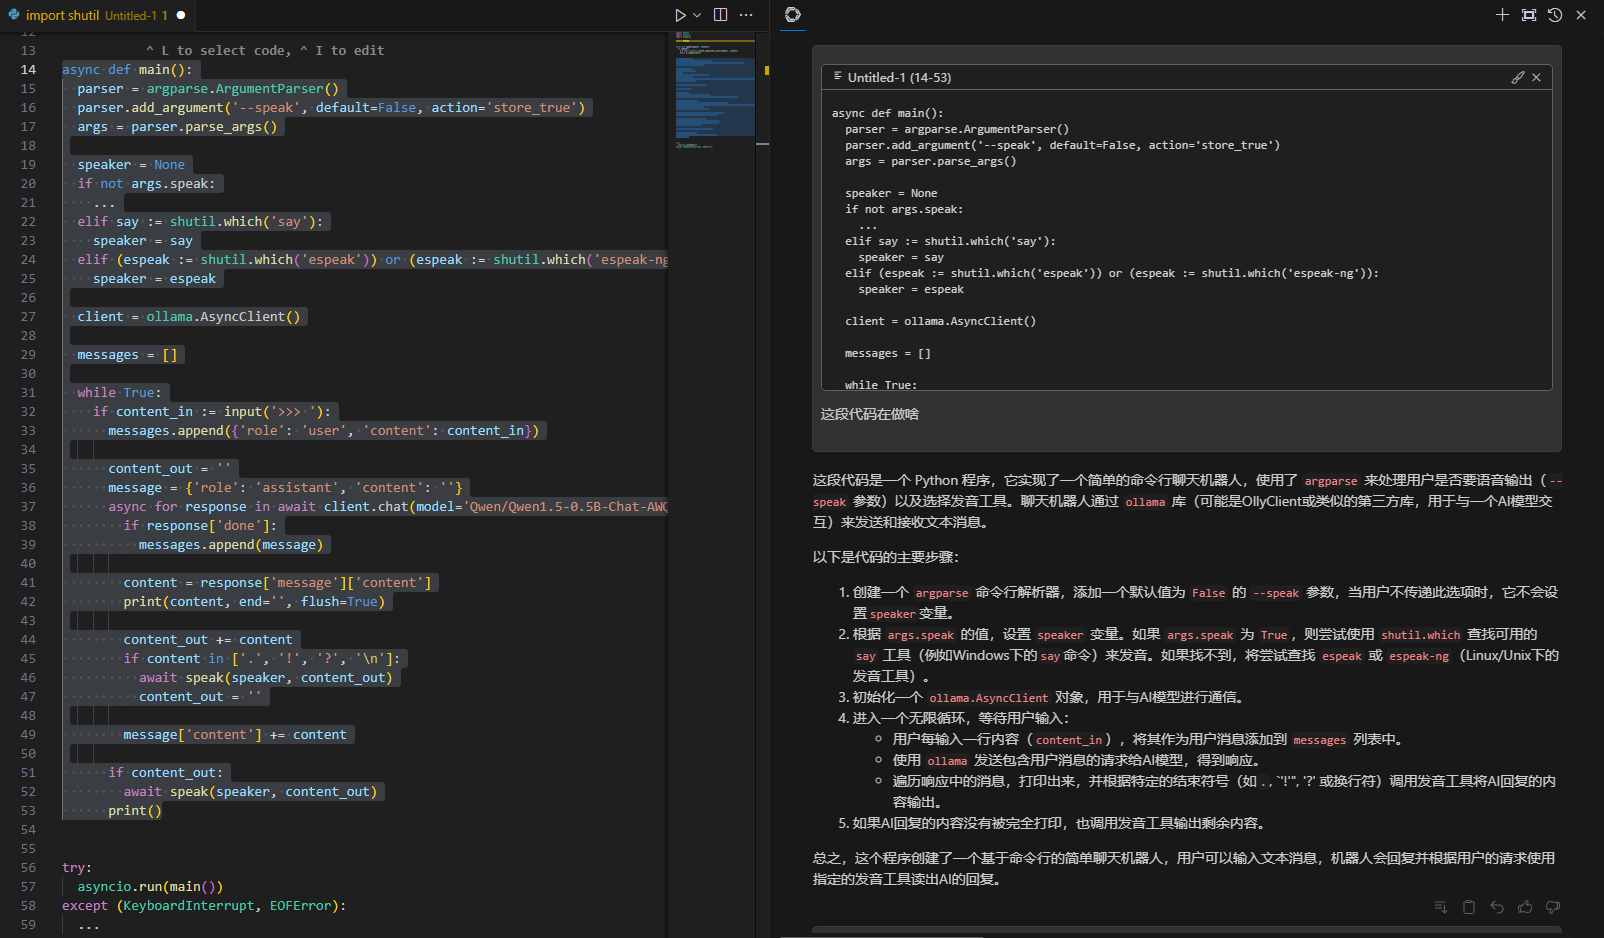 import shutil Untitled-1 1
12
13 ^ L to select code, ^ I to edit
14 async def main():
15 parser = argparse.ArgumentParser()
16 parser.add_argument('--speak', default=False, action='store_true')
17 args = parser.parse_args()
18
19 speaker = None
20 if not args.speak:
21 ...
22 elif say := shutil.which('say'):
23 speaker = say
24 elif (espeak := shutil.which('espeak')) or (espeak := shutil.which('espeak-ng
25 speaker = espeak
26
27 client = ollama.AsyncClient()
28
29 messages = []
30
31 while True:
32 if content_in := input('>>> '):
33 messages.append({'role': 'user', 'content': content_in})
34
35 content_out = ''
36 message = {'role': 'assistant', 'content': ''}
37 async for response in await client.chat(model='Qwen/Qwen1.5-0.5B-Chat-AWQ
38 if response['done']:
39 messages.append(message)
40
41 content = response['message']['content']
42 print(content, end='', flush=True)
43
44 content_out += content
45 if content in ['.', '!', '?', '\n']:
46 await speak(speaker, content_out)
47 content_out = ''
48
49 message['content'] += content
50
51 if content_out:
52 await speak(speaker, content_out)
53 print()
54
55
56 try:
57 asyncio.run(main())
58 except (KeyboardInterrupt, EOFError):
59 ...
Untitled-1 (14-53)
async def main():
parser = argparse.ArgumentParser()
parser.add_argument('--speak', default=False, action='store_true')
args = parser.parse_args()
speaker = None
if not args.speak:
...
elif say := shutil.which('say'):
speaker = say
elif (espeak := shutil.which('espeak')) or (espeak := shutil.which('espeak-ng')):
speaker = espeak
client = ollama.AsyncClient()
messages = []
while True:
这段代码在做啥
这段代码是一个 Python 程序，它实现了一个简单的命令行聊天机器人，使用了 argparse 来处理用户是否要语音输出（--
speak 参数）以及选择发音工具。聊天机器人通过 ollama 库（可能是OllyClient或类似的第三方库，用于与一个AI模型交
互）来发送和接收文本消息。
以下是代码的主要步骤：
1. 创建一个 argparse 命令行解析器，添加一个默认值为 False 的 --speak 参数，当用户不传递此选项时，它不会设
置 speaker 变量。
2. 根据 args.speak 的值，设置 speaker 变量。如果 args.speak 为 True，则尝试使用 shutil.which 查找可用的
say 工具（例如Windows下的 say 命令）来发音。如果找不到，将尝试查找 espeak 或 espeak-ng（Linux/Unix下的
发音工具）。
3. 初始化一个 ollama.AsyncClient 对象，用于与AI模型进行通信。
4. 进入一个无限循环，等待用户输入：
○ 用户每输入一行内容（content_in），将其作为用户消息添加到 messages 列表中。
○ 使用 ollama 发送包含用户消息的请求给AI模型，得到响应。
○ 遍历响应中的消息，打印出来，并根据特定的结束符号（如 . , `'!'", '?' 或换行符）调用发音工具将AI回复的内
容输出。
5. 如果AI回复的内容没有被完全打印，也调用发音工具输出剩余内容。
总之，这个程序创建了一个基于命令行的简单聊天机器人，用户可以输入文本消息，机器人会回复并根据用户的请求使用
指定的发音工具读出AI的回复。